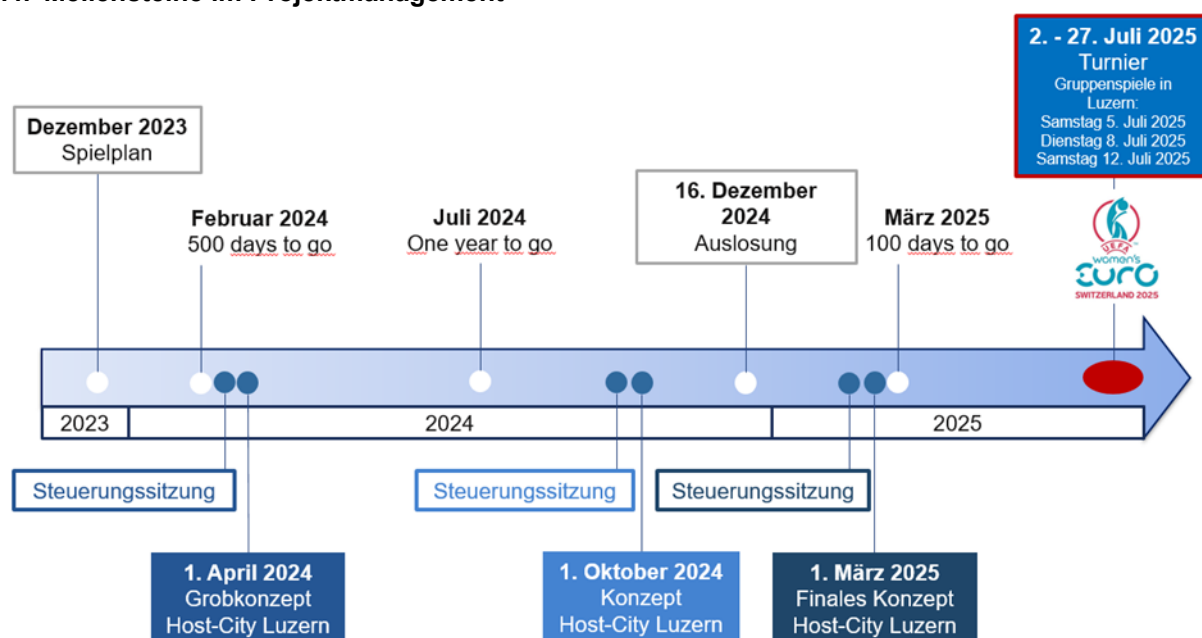 2. - 27. Juli 2025
Turnier
Gruppenspiele in
Luzern:
Samstag 5. Juli 2025
Dienstag 8. Juli 2025
Samstag 12. Juli 2025
Dezember 2023
Spielplan
Februar 2024
500 days to go
Juli 2024
One year to go
16. Dezember
2024
Auslosung
März 2025
100 days to go
UEFA
women's
EURO
SWITZERLAND 2025
2023
2024
2025
Steuerungssitzung
Steuerungssitzung
Steuerungssitzung
1. April 2024
Grobkonzept
Host-City Luzern
1. Oktober 2024
Konzept
Host-City Luzern
1. März 2025
Finales Konzept
Host-City Luzern